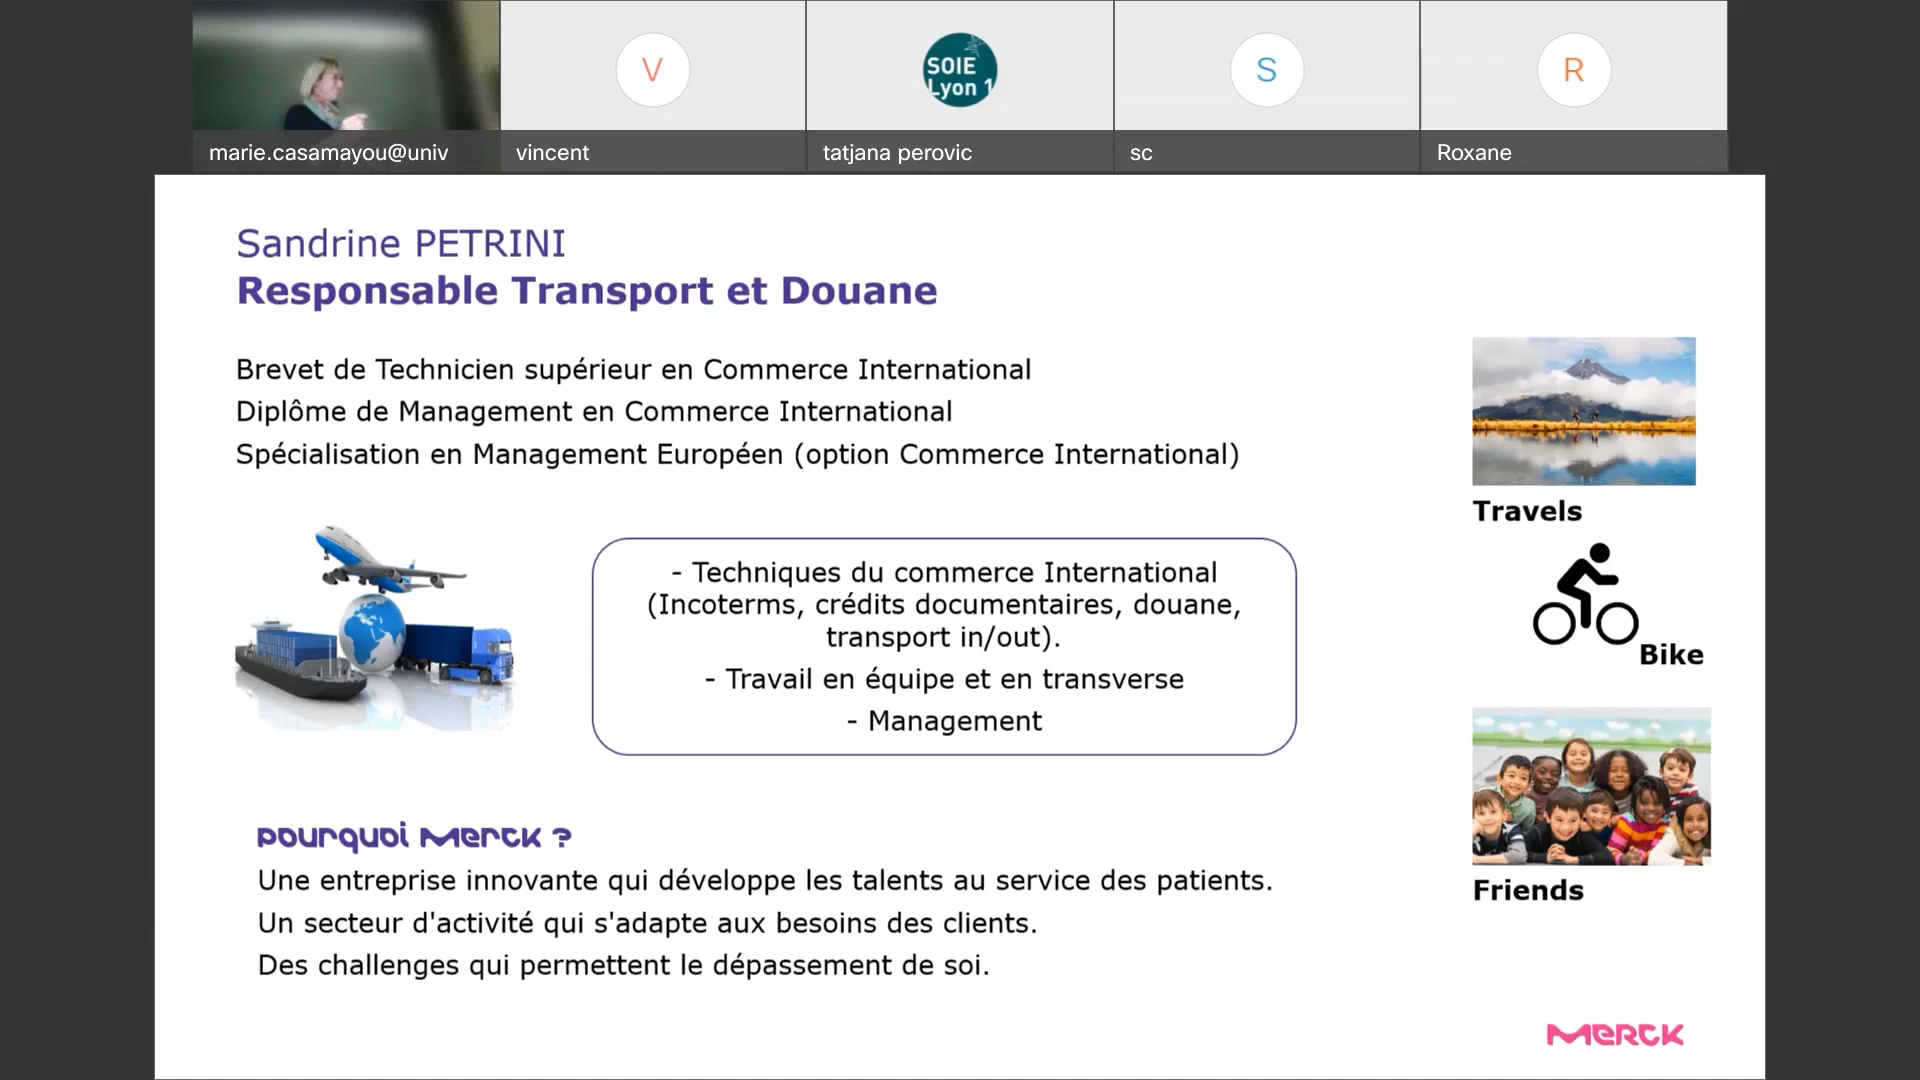 V
SOIE
Lyon 1
S
R
marie.casamayou@univ
vincent
tatjana perovic
sc
Roxane
Sandrine PETRINI
Responsable Transport et Douane
Brevet de Technicien supérieur en Commerce International
Diplôme de Management en Commerce International
Spécialisation en Management Européen (option Commerce International)
Travels
- Techniques du commerce International
(Incoterms, crédits documentaires, douane,
transport in/out).
- Travail en équipe et en transverse
- Management
Bike
Pourquoi Merck ?
Une entreprise innovante qui développe les talents au service des patients.
Un secteur d'activité qui s'adapte aux besoins des clients.
Des challenges qui permettent le dépassement de soi.
Friends
MERCK